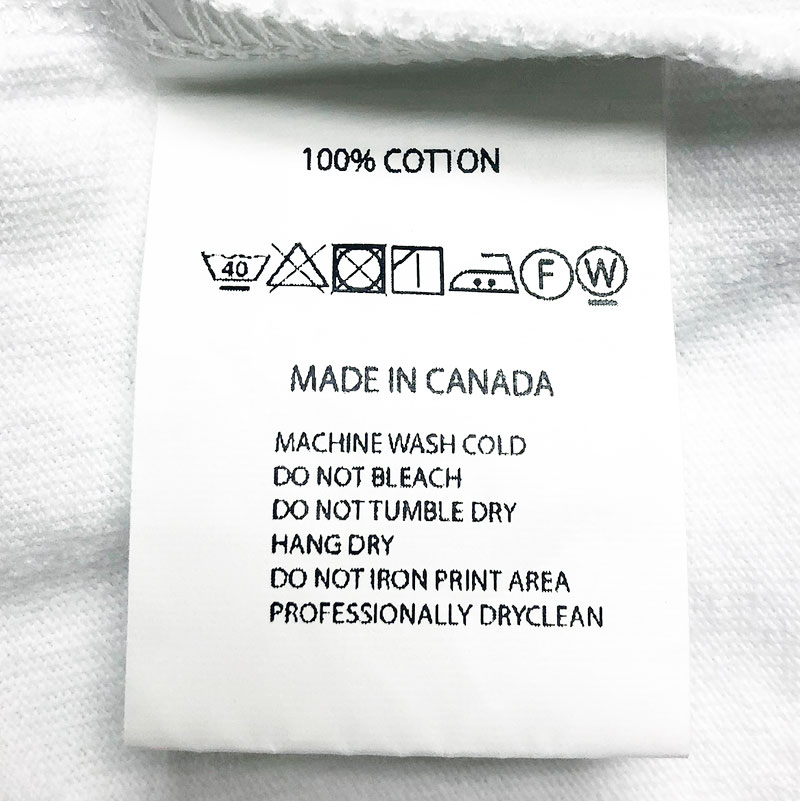 100% COTTON
40 F W
MADE IN CANADA
MACHINE WASH COLD
DO NOT BLEACH
DO NOT TUMBLE DRY
HANG DRY
DO NOT IRON PRINT AREA
PROFESSIONALLY DRYCLEAN